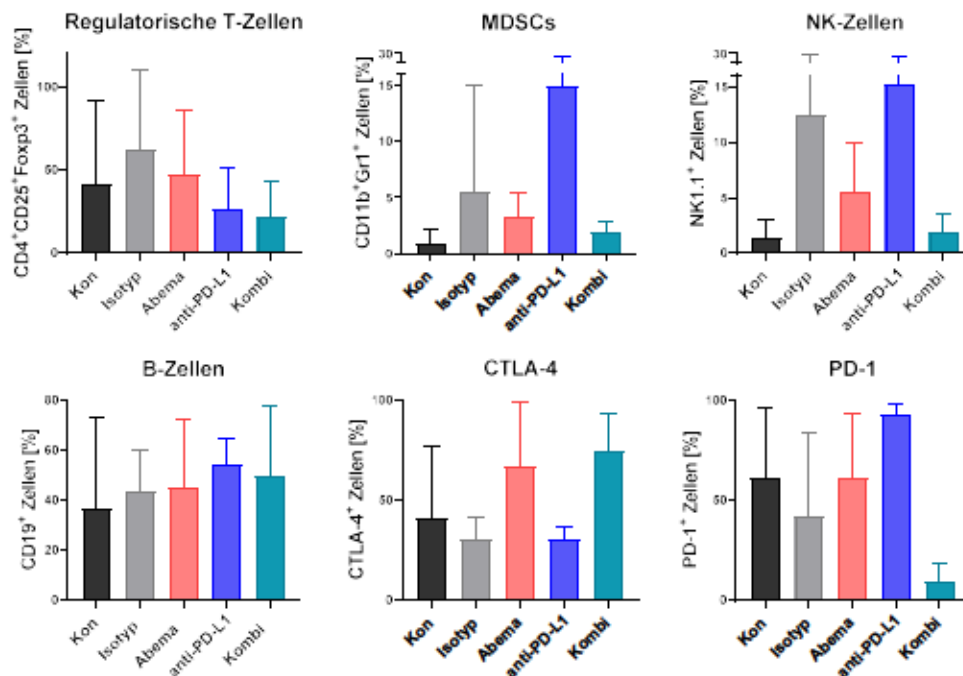 Regulatorische T-Zellen
CD4⁺CD25⁺Foxp3⁺ Zellen [%]
100
50
0
Kon
Isotyp
Abema
anti-PD-L1
Kombi
MDSCs
CD11b⁺Gr1⁺ Zellen [%]
30
15
10
5
0
Kon
Isotyp
Abema
anti-PD-L1
Kombi
NK-Zellen
NK1.1⁺ Zellen [%]
30
15
10
5
0
Kon
Isotyp
Abema
anti-PD-L1
Kombi
B-Zellen
CD19⁺ Zellen [%]
80
60
40
20
0
Kon
Isotyp
Abema
anti-PD-L1
Kombi
CTLA-4
CTLA-4⁺ Zellen [%]
100
50
0
Kon
Isotyp
Abema
anti-PD-L1
Kombi
PD-1
PD-1⁺ Zellen [%]
100
50
0
Kon
Isotyp
Abema
anti-PD-L1
Kombi